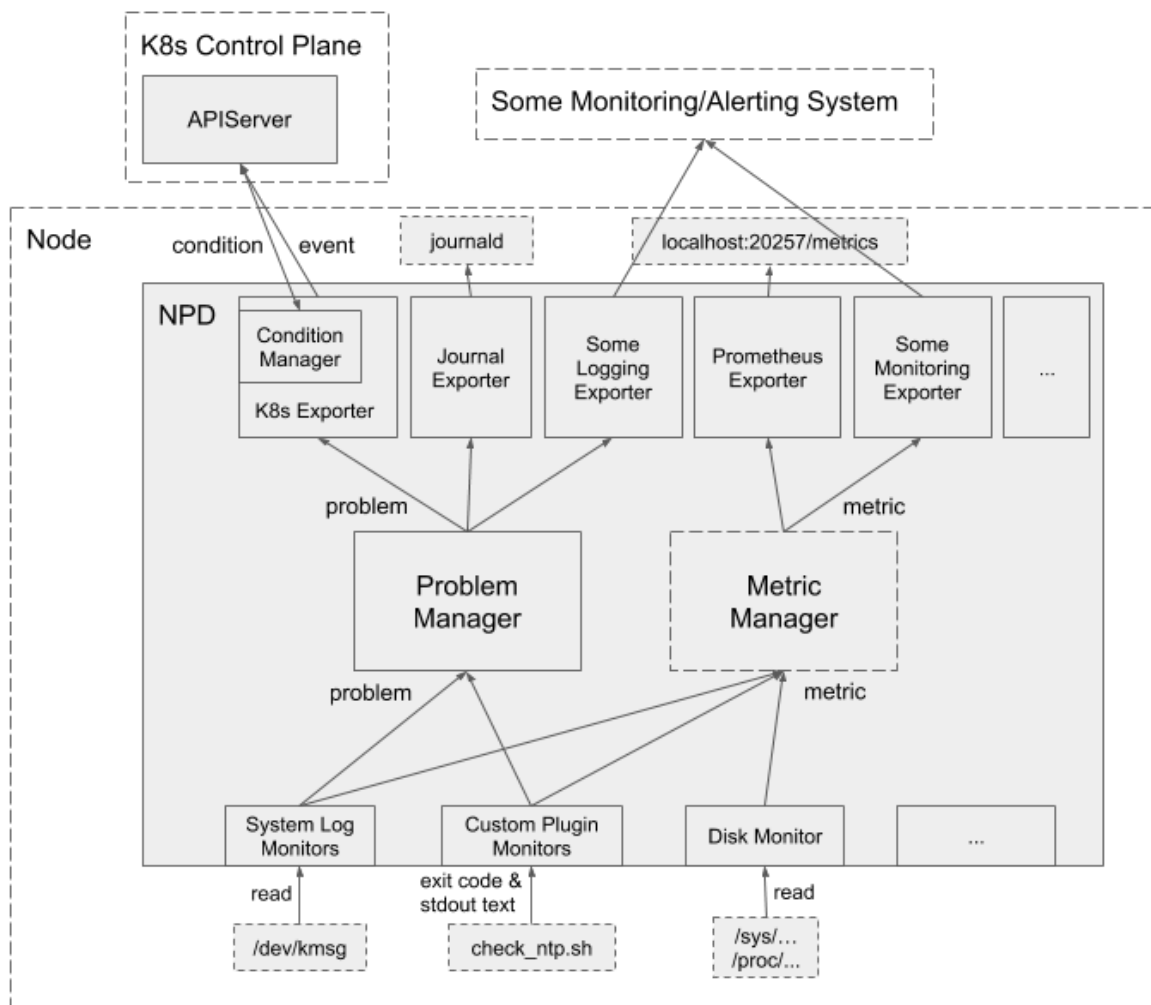 K8s Control Plane
APIServer
Some Monitoring/Alerting System
Node
condition
event
journald
localhost:20257/metrics
NPD
Condition
Manager
K8s Exporter
Journal
Exporter
Some
Logging
Exporter
Prometheus
Exporter
Some
Monitoring
Exporter
...
problem
metric
Problem
Manager
Metric
Manager
problem
metric
System Log
Monitors
Custom Plugin
Monitors
Disk Monitor
...
read
exit code &
stdout text
read
/dev/kmsg
check_ntp.sh
/sys/...
/proc/...